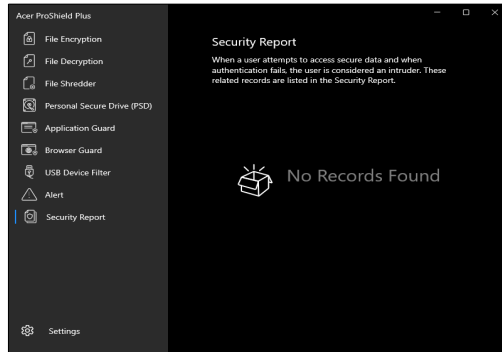 Acer ProShield Plus
File Encryption
File Decryption
File Shredder
Personal Secure Drive (PSD)
Application Guard
Browser Guard
USB Device Filter
Alert
Security Report
Settings
Security Report
When a user attempts to access secure data and when
authentication fails, the user is considered an intruder. These
related records are listed in the Security Report.
No Records Found